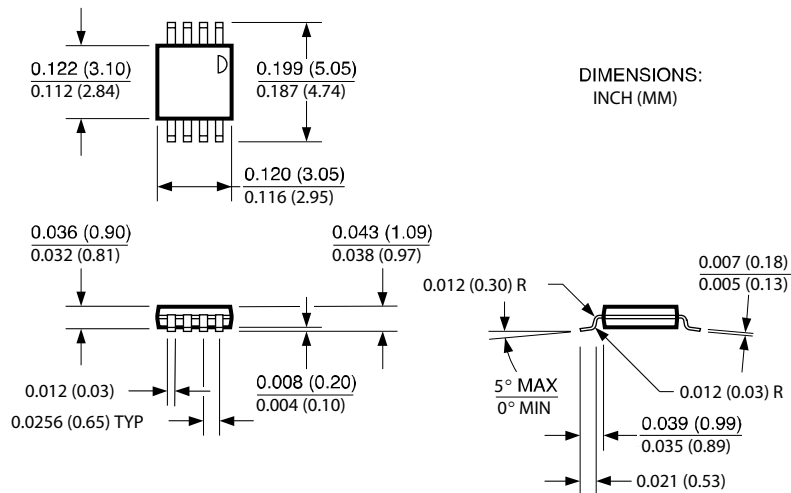 0.122 (3.10)
0.112 (2.84)
0.199 (5.05)
0.187 (4.74)
DIMENSIONS:
INCH (MM)
0.120 (3.05)
0.116 (2.95)
0.036 (0.90)
0.032 (0.81)
0.043 (1.09)
0.038 (0.97)
0.012 (0.03)
0.0256 (0.65) TYP
0.008 (0.20)
0.004 (0.10)
0.012 (0.30) R
0.007 (0.18)
0.005 (0.13)
5° MAX
0° MIN
0.012 (0.03) R
0.039 (0.99)
0.035 (0.89)
0.021 (0.53)